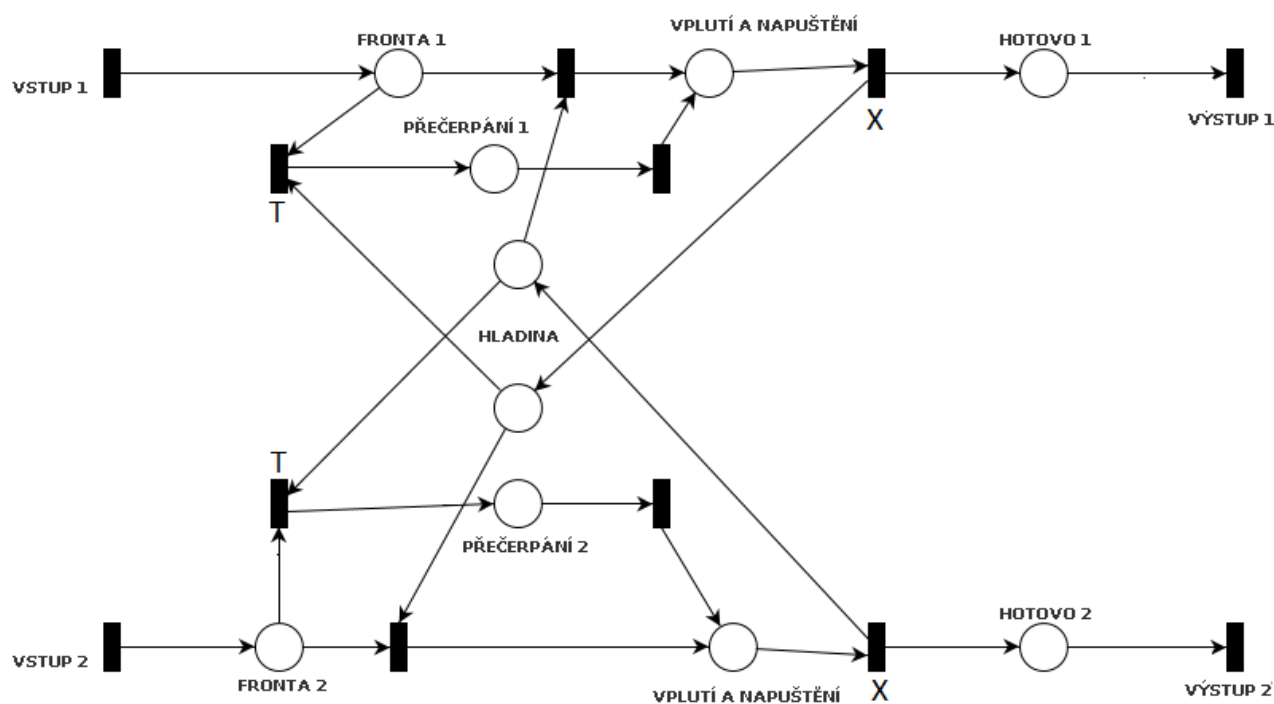 VPLUTÍ A NAPUŠTĚNÍ
FRONTA 1
HOTOVO 1
VSTUP 1
VÝSTUP 1
X
PŘEČERPÁNÍ 1
T
HLADINA
T
PŘEČERPÁNÍ 2
HOTOVO 2
VSTUP 2
FRONTA 2
VPLUTÍ A NAPUŠTĚNÍ
X
VÝSTUP 2